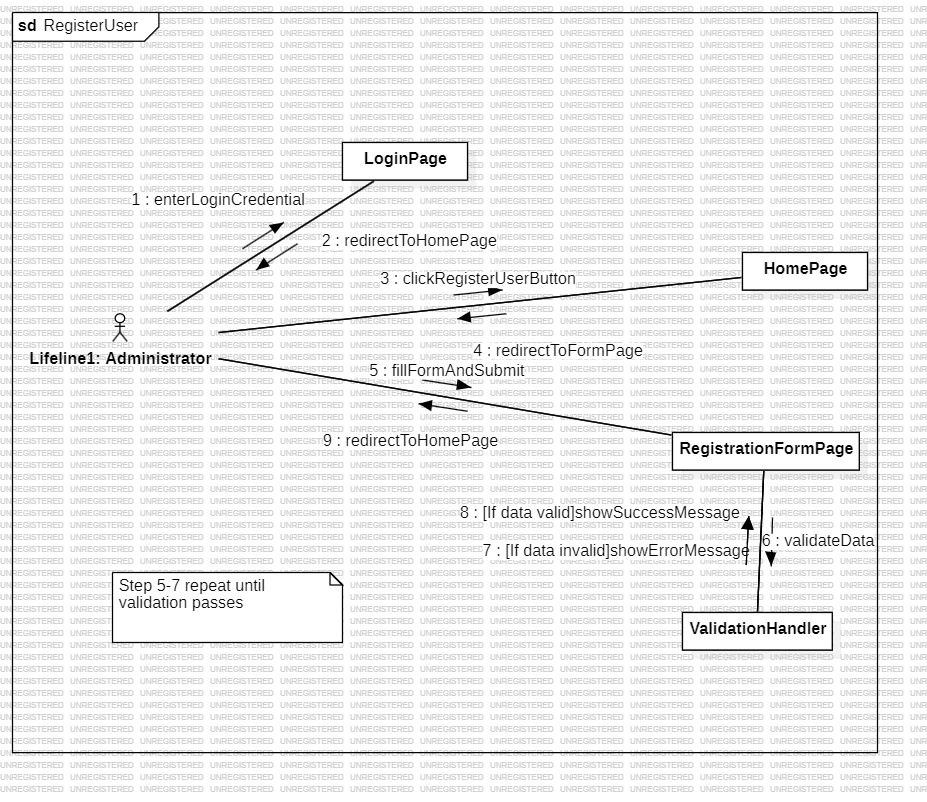 sd RegisterUser
LoginPage
1 : enterLoginCredential
2 : redirectToHomePage
HomePage
3 : clickRegisterUserButton
Lifeline1: Administrator
4 : redirectToFormPage
5 : fillFormAndSubmit
9 : redirectToHomePage
RegistrationFormPage
8 : [If data valid]showSuccessMessage
6 : validateData
7 : [If data invalid]showErrorMessage
Step 5-7 repeat until
validation passes
ValidationHandler
UNREGISTERED